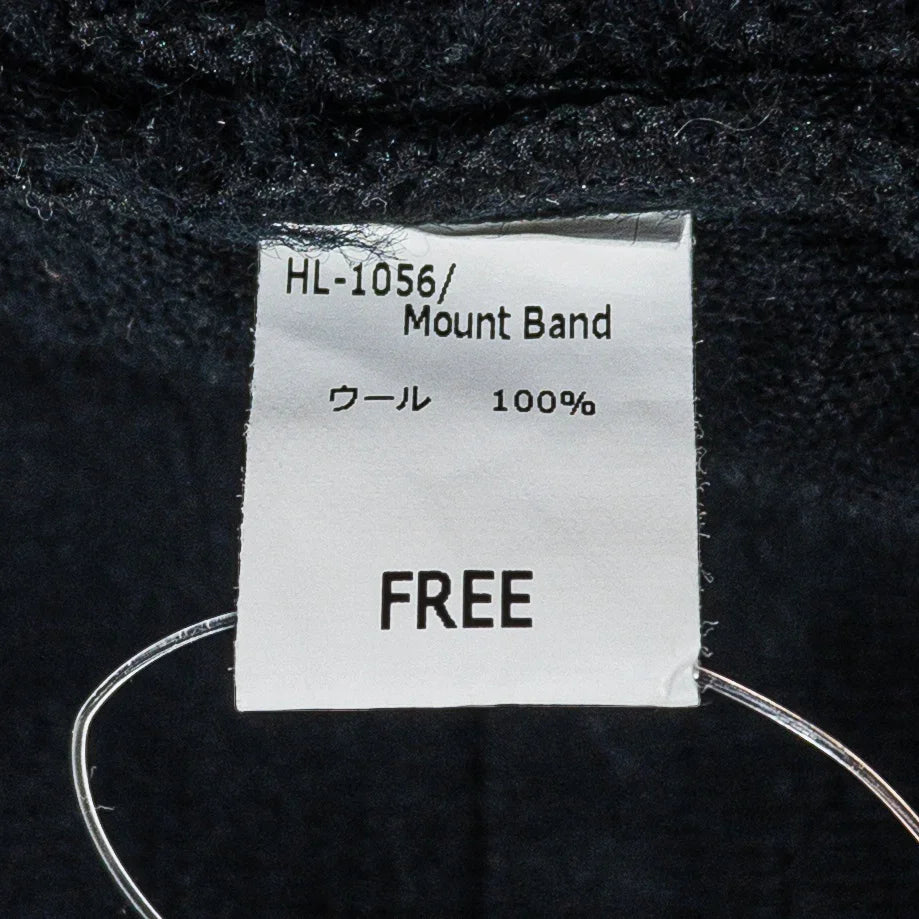 HL-1056/
Mount Band
ウール 100%
FREE